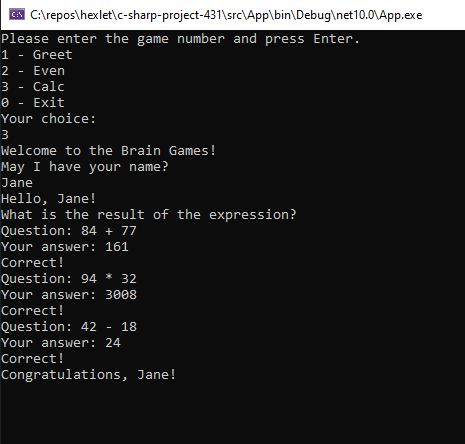 C:\repos\hexlet\c-sharp-project-431\src\App\bin\Debug\net10.0\App.exe
Please enter the game number and press Enter.
1 - Greet
2 - Even
3 - Calc
0 - Exit
Your choice:
3
Welcome to the Brain Games!
May I have your name?
Jane
Hello, Jane!
What is the result of the expression?
Question: 84 + 77
Your answer: 161
Correct!
Question: 94 * 32
Your answer: 3008
Correct!
Question: 42 - 18
Your answer: 24
Correct!
Congratulations, Jane!